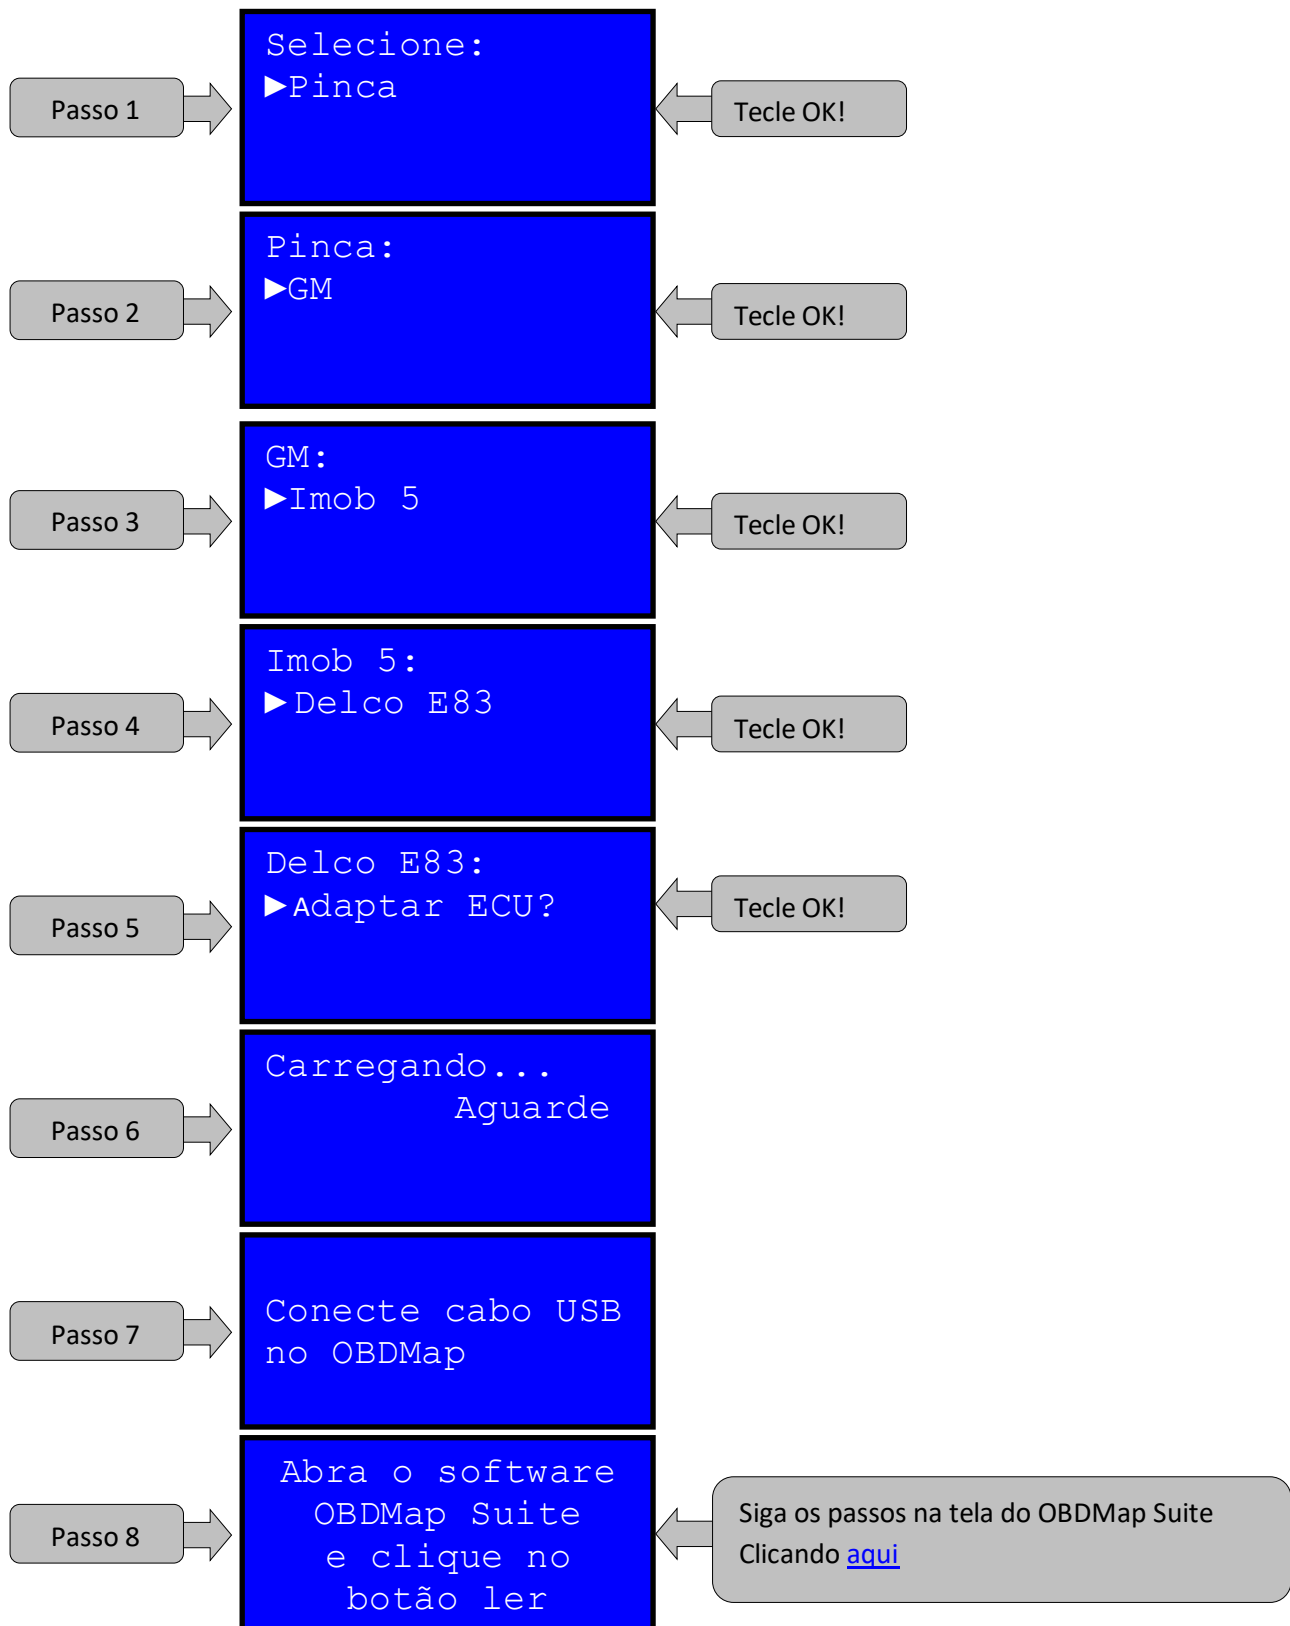 Passo 1
Selecione:
►Pinca
Tecle OK!
Passo 2
Pinca:
►GM
Tecle OK!
Passo 3
GM:
►Imob 5
Tecle OK!
Passo 4
Imob 5:
►Delco E83
Tecle OK!
Passo 5
Delco E83:
►Adaptar ECU?
Tecle OK!
Passo 6
Carregando...
Aguarde
Passo 7
Conecte cabo USB
no OBDMap
Passo 8
Abra o software
OBDMap Suite
e clique no
botão ler
Siga os passos na tela do OBDMap Suite
Clicando aqui